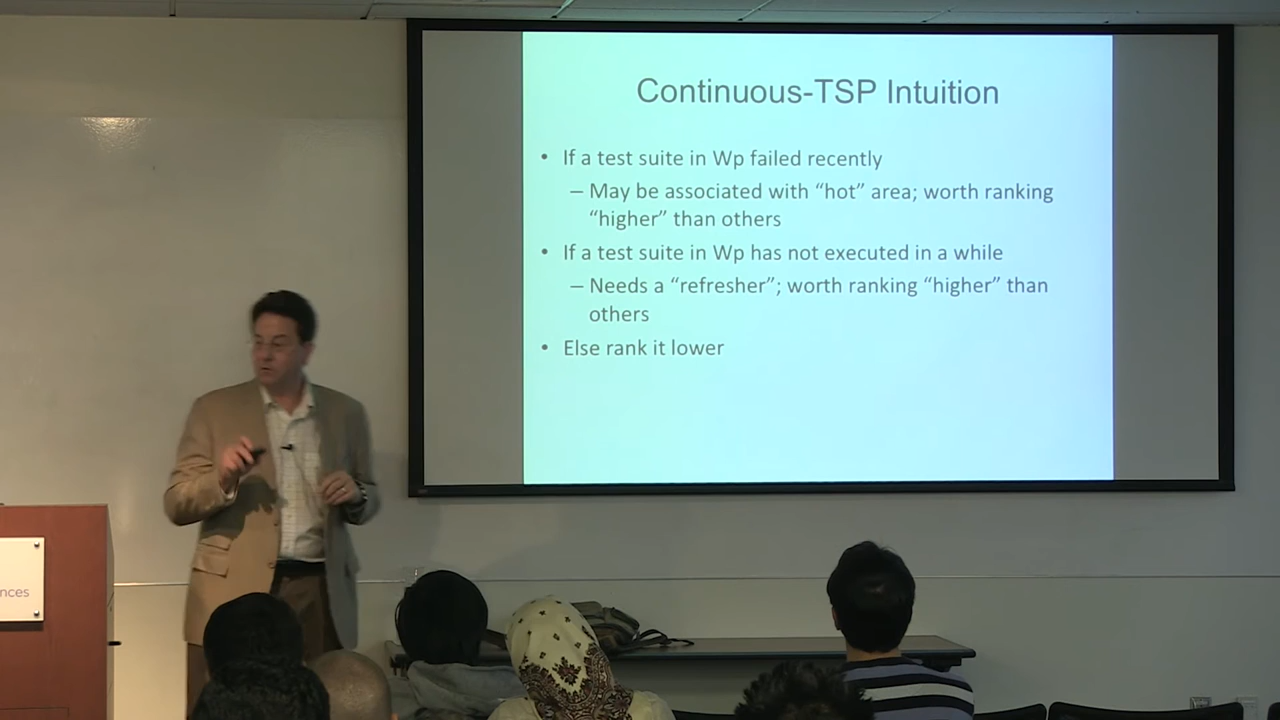 Continuous-TSP Intuition
• If a test suite in Wp failed recently
– May be associated with “hot” area; worth ranking
“higher” than others
• If a test suite in Wp has not executed in a while
– Needs a “refresher”; worth ranking “higher” than
others
• Else rank it lower
nces